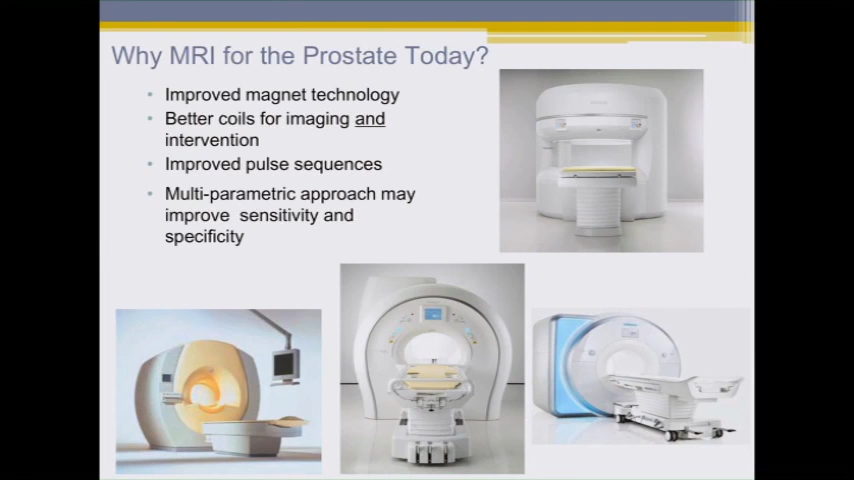 Why MRI for the Prostate Today?
• Improved magnet technology
• Better coils for imaging and
intervention
• Improved pulse sequences
• Multi-parametric approach may
improve sensitivity and
specificity